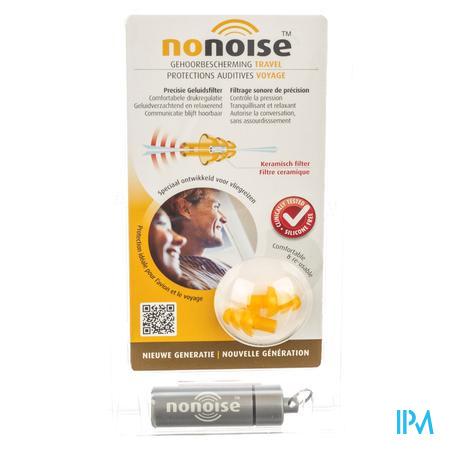 nonoise™
GEHOORBESCHERMING TRAVEL
PROTECTIONS AUDITIVES VOYAGE
Precisie Geluidsfilter
Comfortabele drukregulatie
Geluidverzachtend en relaxerend
Communicatie blijft hoorbaar
Filtrage sonore de précision
Contrôle la pression
Tranquillisant et relaxant
Autorise la conversation,
sans assourdissement
Keramisch filter
Filtre ceramique
Speciaal ontwikkeld voor vliegreizen
Protection idéale pour l'avion et le voyage
CLINICALLY TESTED
• SILICONE FREE •
Comfortable
& re-usable
NIEUWE GENERATIE | NOUVELLE GÉNÉRATION
nonoise™
IPM